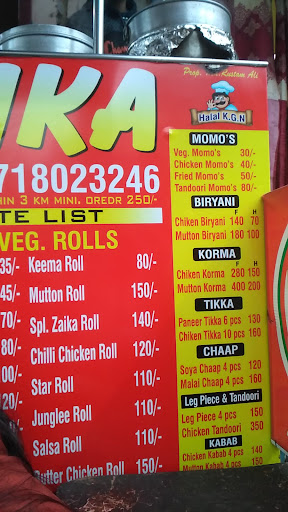 Prop. Rustom Ali
IKA
Halal K.G.N
718023246
HIN 3 KM MINI. OREDR 250/-
TE LIST
VEG. ROLLS
35/- Keema Roll 80/-
45/- Mutton Roll 150/-
70/- Spl. Zaika Roll 140/-
80/- Chilli Chicken Roll 120/-
Star Roll 110/-
Junglee Roll 110/-
Salsa Roll 110/-
Butter Chicken Roll 150/-
MOMO'S
Veg. Momo's 30/-
Chicken Momo's 40/-
Fried Momo's 50/-
Tandoori Momo's 80/-
BIRYANI
F H
Chiken Biryani 140 70
Mutton Biryani 180 100
KORMA
F H
Chiken Korma 280 150
Mutton Korma 400 200
TIKKA
Paneer Tikka 6 pcs 130
Chiken Tikka 10 pcs 160
CHAAP
Soya Chaap 4 pcs 120
Malai Chaap 4 pcs 160
Leg Piece & Tandoori
Leg Piece 4 pcs 150
Chicken Tandoori 350
KABAB
Chicken Kabab 4 pcs 140
Mutton Kabab 4 pcs 150